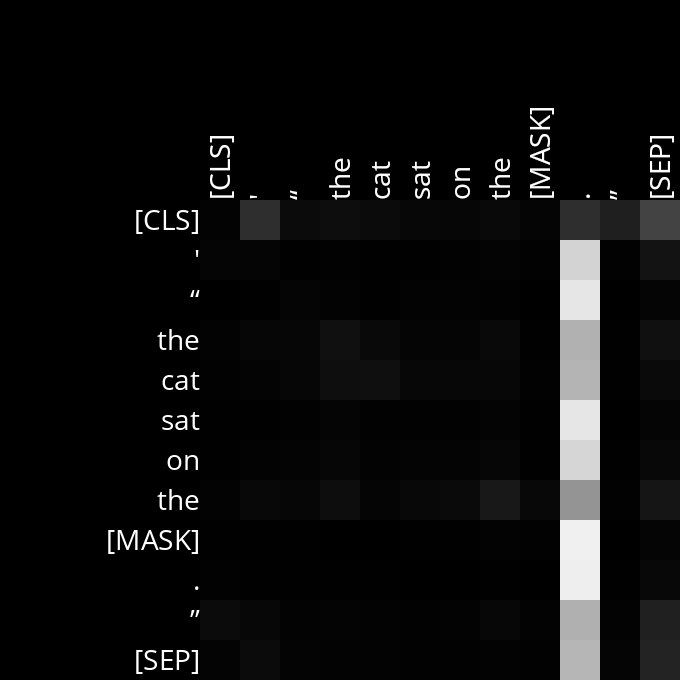 [CLS] ' “ the cat sat on the [MASK] . ” [SEP]
[CLS]
'
“
the
cat
sat
on
the
[MASK]
.
”
[SEP]